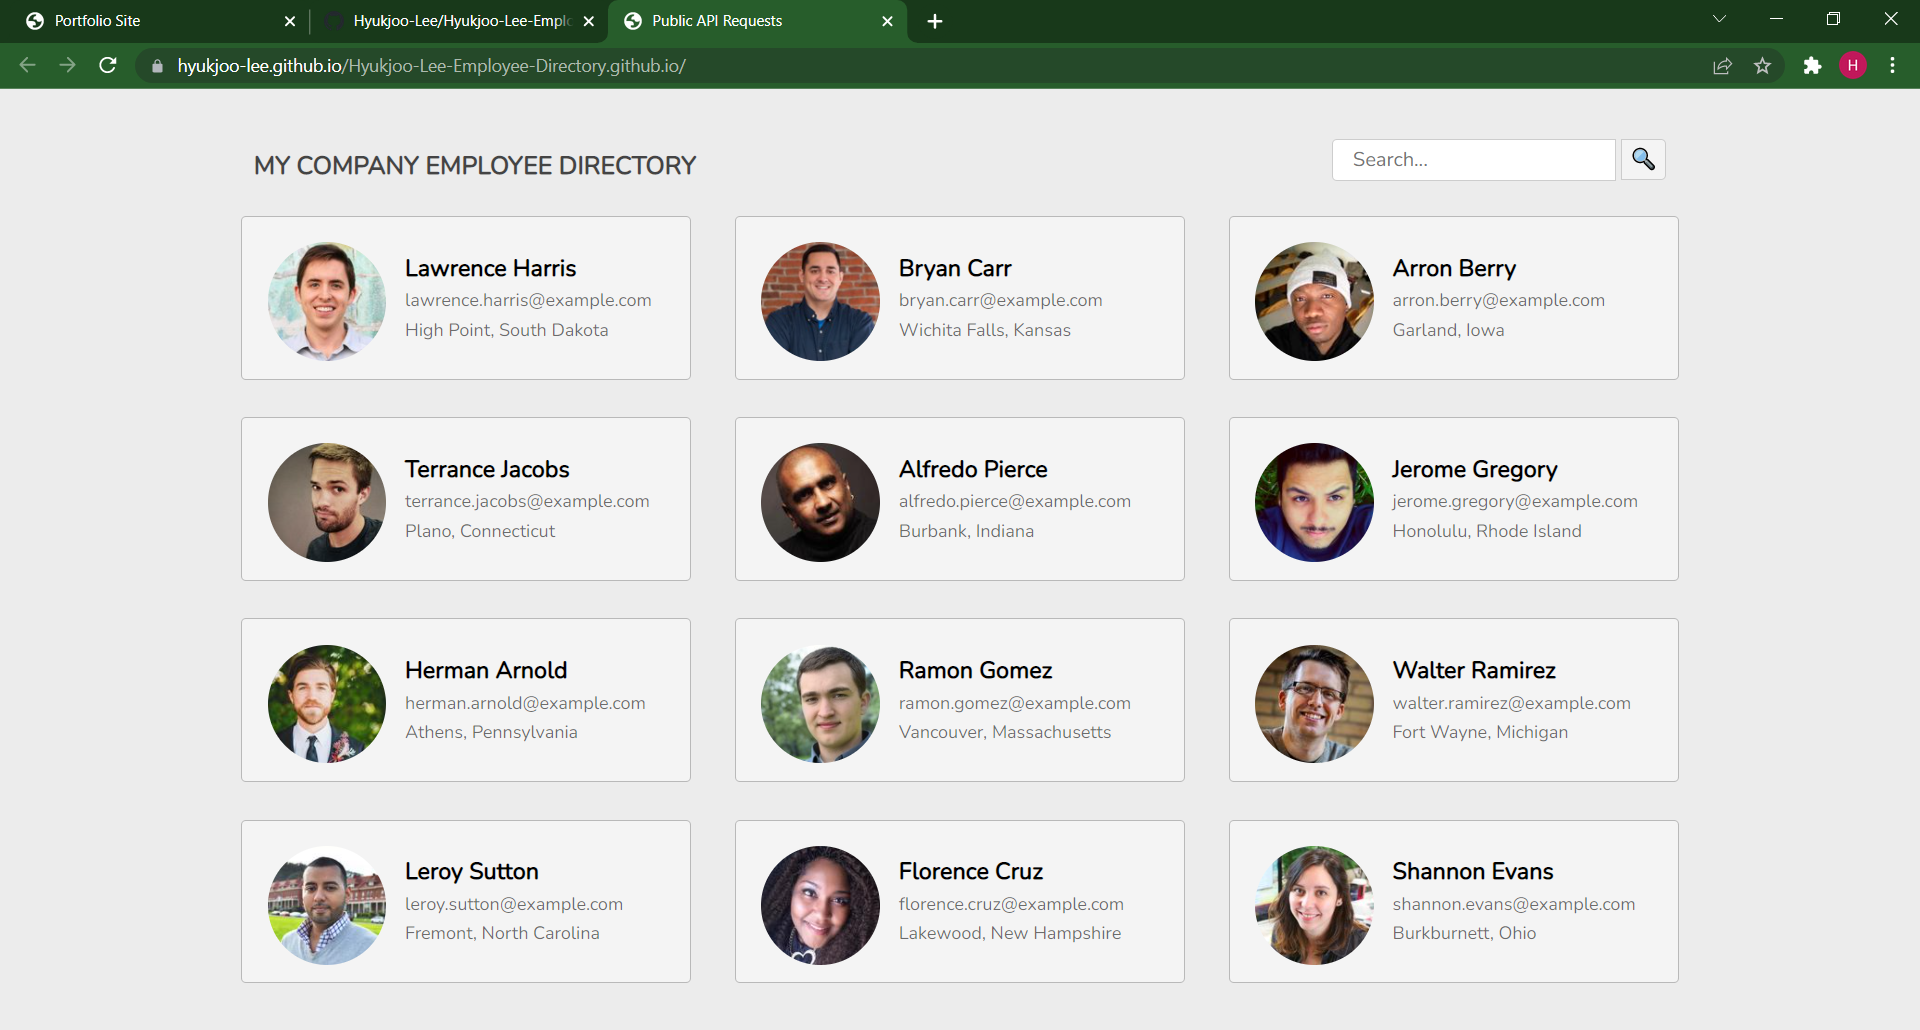 Portfolio Site
Hyukjoo-Lee/Hyukjoo-Lee-Emplo
Public API Requests
hyukjoo-lee.github.io/Hyukjoo-Lee-Employee-Directory.github.io/
H
MY COMPANY EMPLOYEE DIRECTORY
Search...
Lawrence Harris
lawrence.harris@example.com
High Point, South Dakota
Bryan Carr
bryan.carr@example.com
Wichita Falls, Kansas
Arron Berry
arron.berry@example.com
Garland, Iowa
Terrance Jacobs
terrance.jacobs@example.com
Plano, Connecticut
Alfredo Pierce
alfredo.pierce@example.com
Burbank, Indiana
Jerome Gregory
jerome.gregory@example.com
Honolulu, Rhode Island
Herman Arnold
herman.arnold@example.com
Athens, Pennsylvania
Ramon Gomez
ramon.gomez@example.com
Vancouver, Massachusetts
Walter Ramirez
walter.ramirez@example.com
Fort Wayne, Michigan
Leroy Sutton
leroy.sutton@example.com
Fremont, North Carolina
Florence Cruz
florence.cruz@example.com
Lakewood, New Hampshire
Shannon Evans
shannon.evans@example.com
Burkburnett, Ohio